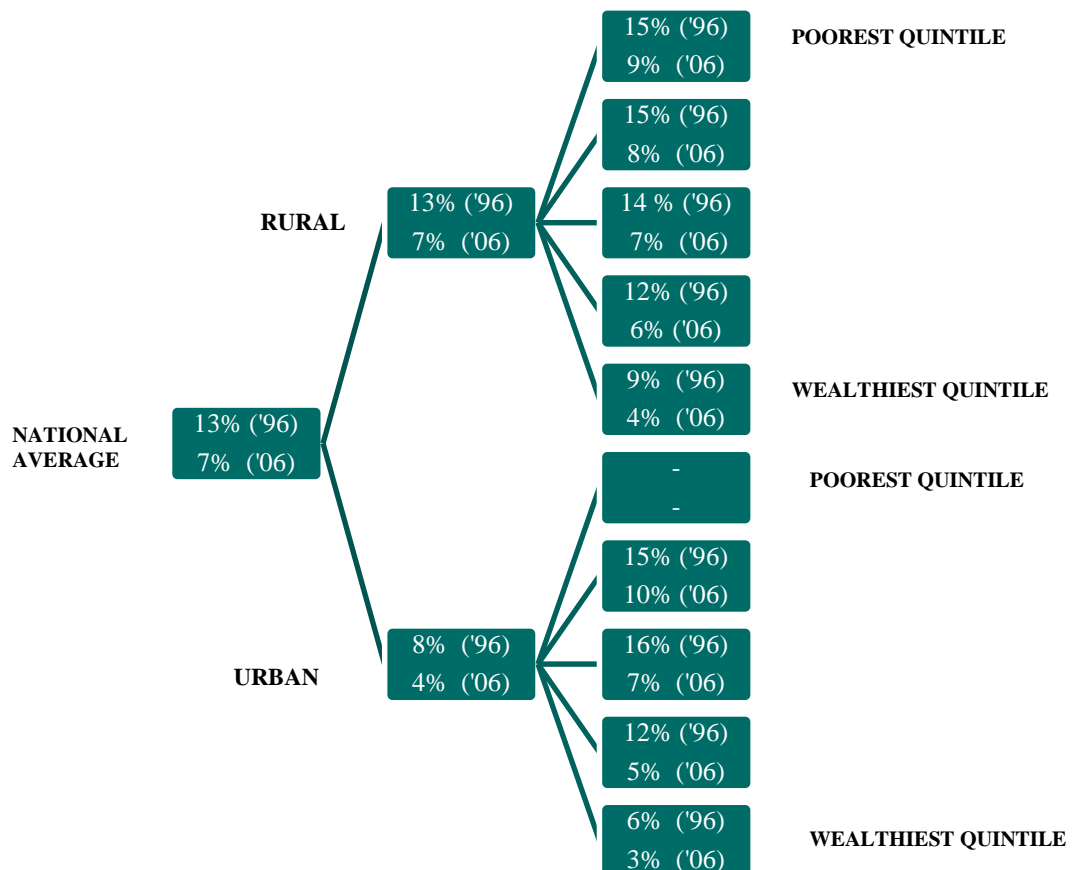 15% ('96)
9% ('06)
POOREST QUINTILE
15% ('96)
8% ('06)
RURAL
13% ('96)
7% ('06)
14 % ('96)
7% ('06)
12% ('96)
6% ('06)
9% ('96)
4% ('06)
WEALTHIEST QUINTILE
NATIONAL
AVERAGE
13% ('96)
7% ('06)
-
-
POOREST QUINTILE
15% ('96)
10% ('06)
URBAN
8% ('96)
4% ('06)
16% ('96)
7% ('06)
12% ('96)
5% ('06)
6% ('96)
3% ('06)
WEALTHIEST QUINTILE